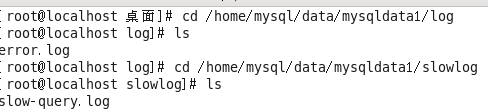 [ root@localhost 桌面]# cd /home/mysql/data/mysqldata1/log
[ root@localhost log]# ls
error. log
[ root@localhost log]# cd /home/mysql/data/mysqldata1/slowlog
[ root@localhost slowlog]# ls
slow-query. log